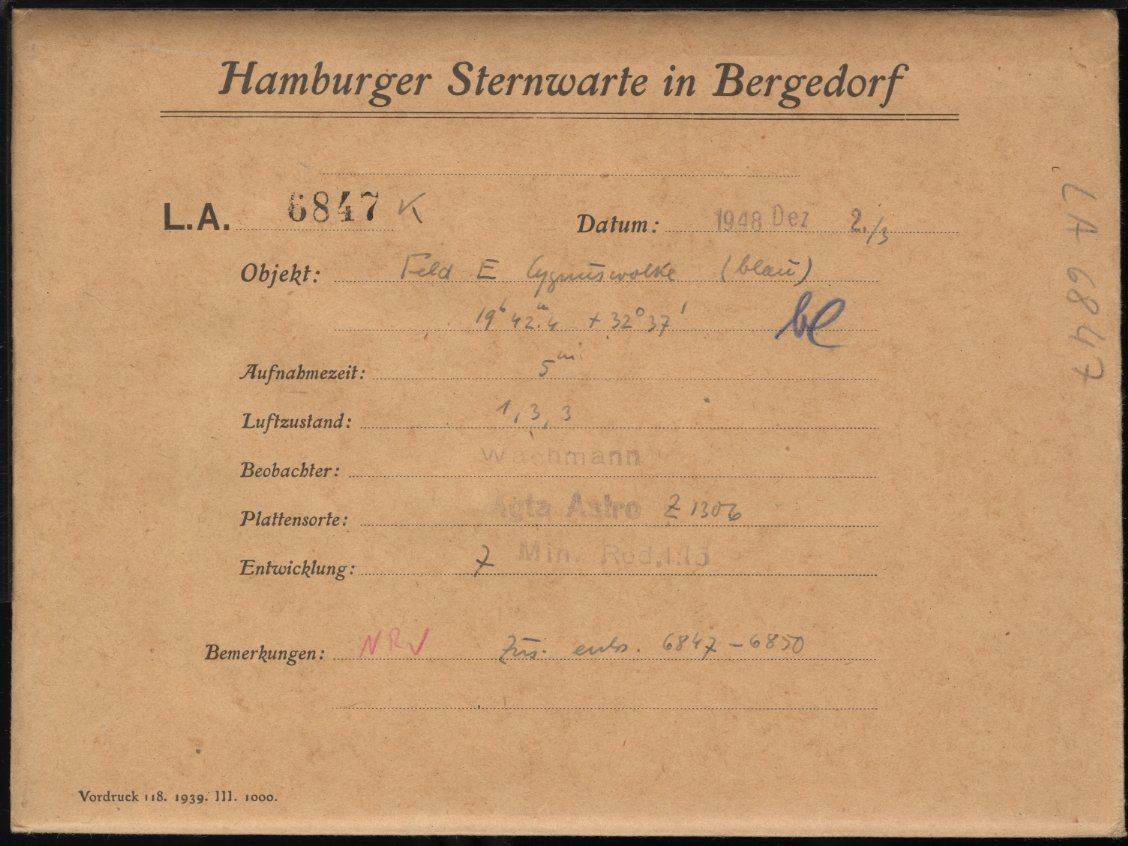 Hamburger Sternwarte in Bergedorf
L.A. 6847 K
Datum: 1948 Dez 2./3
Objekt: Feld E Cygnuswolke (blau)
19h 42m.4 + 32° 37'
bl
Aufnahmezeit: 5m
Luftzustand: 1, 3, 3
Beobachter: Wachmann
Plattensorte: Agfa Astro Z 1306
Entwicklung: 7 Min. Rod. 1:15
Bemerkungen: NRV Zus. entw. 6847 – 6850
Vordruck 118. 1939. III. 1000.
LA 6847